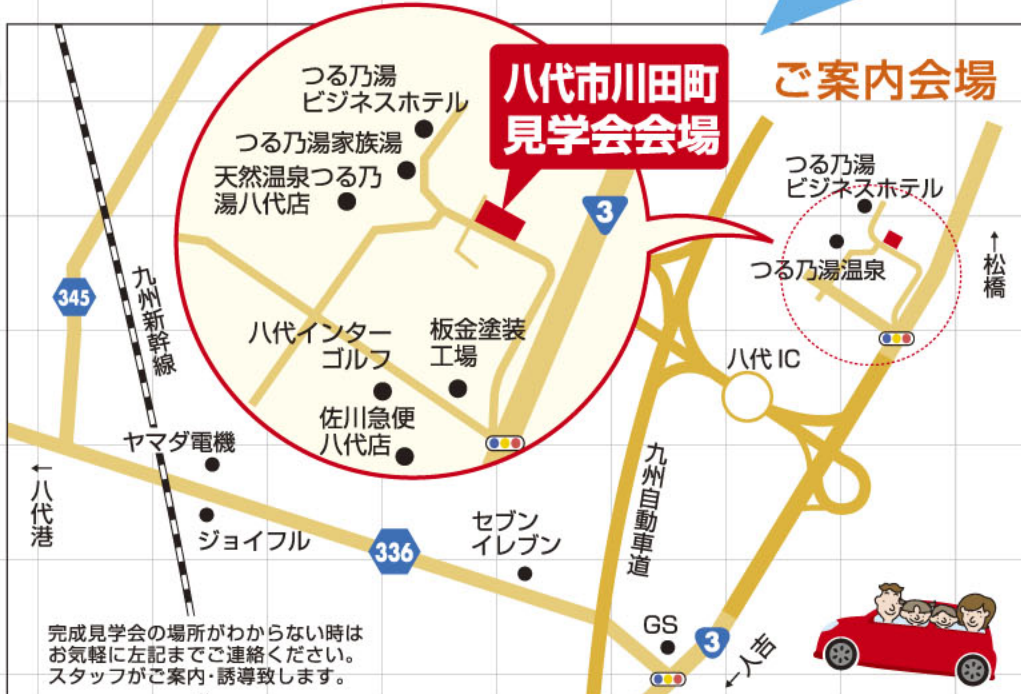 ご案内会場
八代市川田町
見学会会場
つる乃湯
ビジネスホテル
つる乃湯家族湯
天然温泉つる乃
湯八代店
3
八代インター
ゴルフ
板金塗装
工場
佐川急便
八代店
つる乃湯
ビジネスホテル
つる乃湯温泉
↑松橋
345
九州新幹線
八代IC
ヤマダ電機
←八代港
ジョイフル
336
セブン
イレブン
九州自動車道
GS
3
←人吉
完成見学会の場所がわからない時は
お気軽に左記までご連絡ください。
スタッフがご案内・誘導致します。